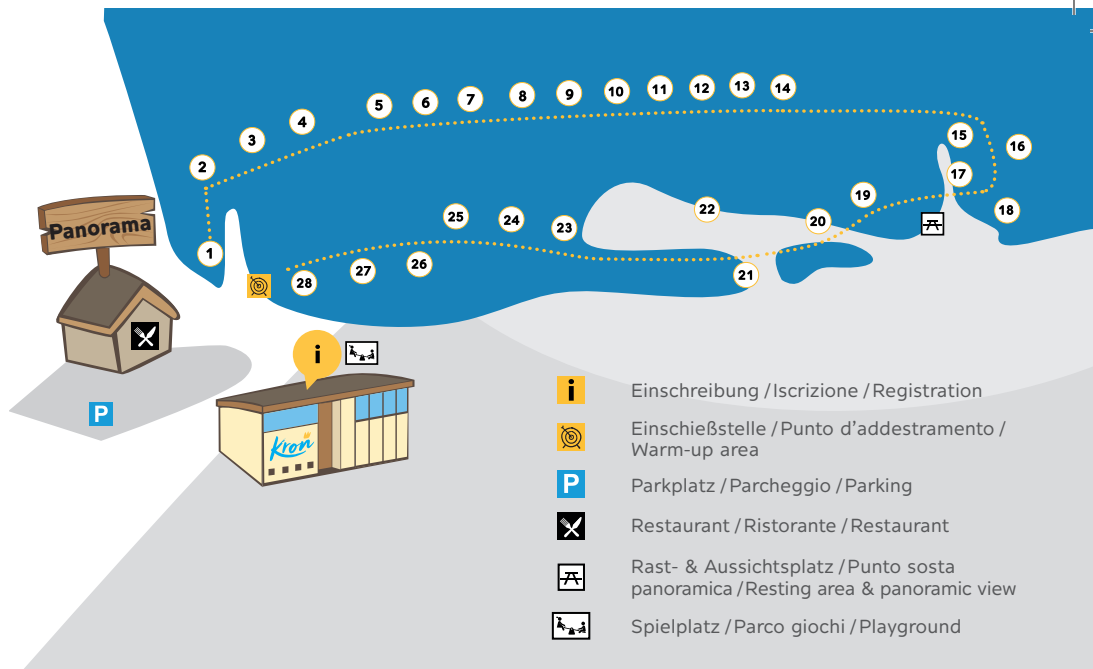 5
6
7
8
9
10
11
12
13
14
4
3
2
15
16
17
1
18
19
20
22
25
24
23
21
26
27
28
Panorama
i
P
Kron
i Einschreibung / Iscrizione / Registration
Einschießstelle / Punto d'addestramento /
Warm-up area
P Parkplatz / Parcheggio / Parking
Restaurant / Ristorante / Restaurant
Rast- & Aussichtsplatz / Punto sosta
panoramica / Resting area & panoramic view
Spielplatz / Parco giochi / Playground